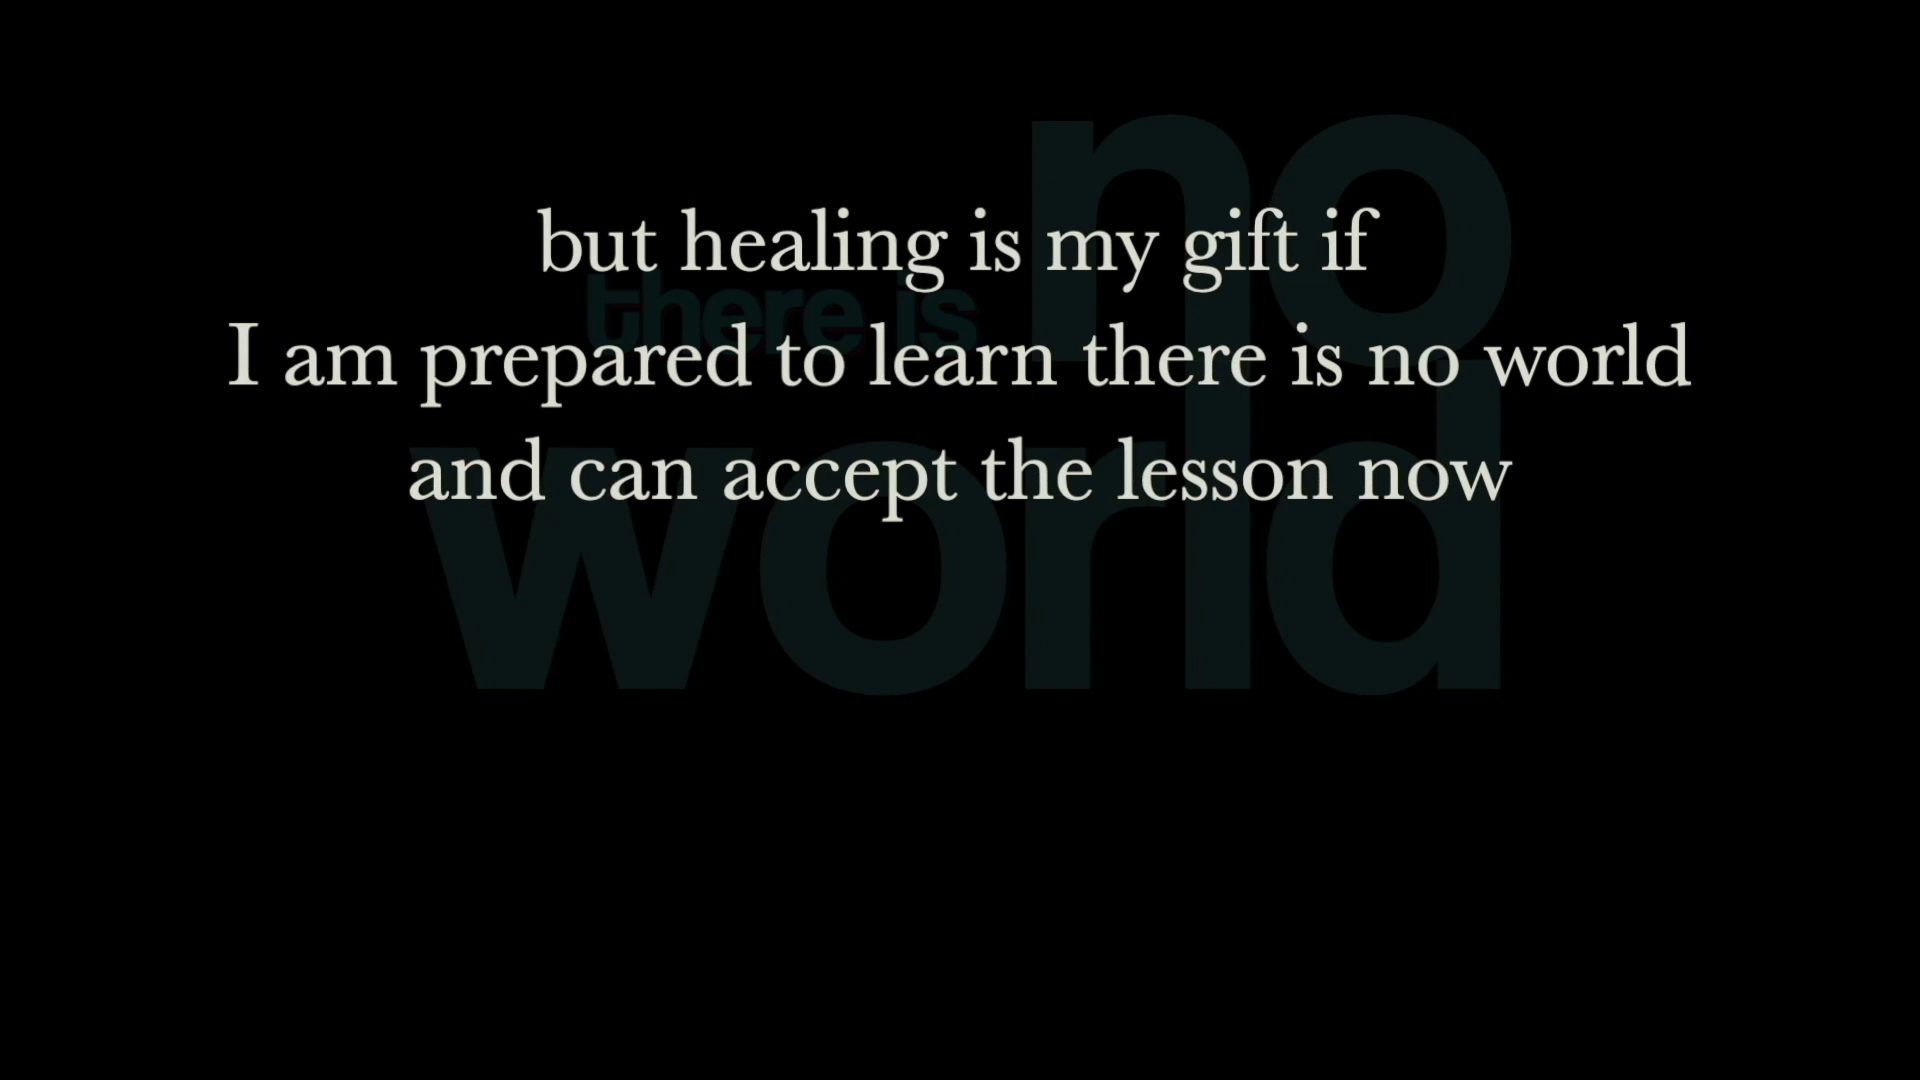 but healing is my gift if
I am prepared to learn there is no world
and can accept the lesson now
there is no
world